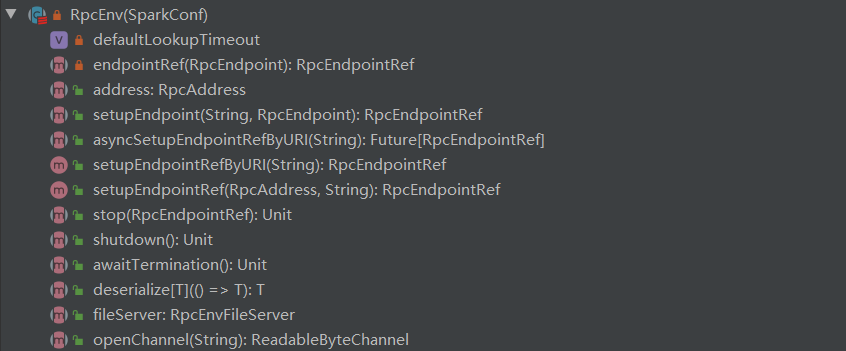 RpcEnv(SparkConf)
defaultLookupTimeout
endpointRef(RpcEndpoint): RpcEndpointRef
address: RpcAddress
setupEndpoint(String, RpcEndpoint): RpcEndpointRef
asyncSetupEndpointRefByURI(String): Future[RpcEndpointRef]
setupEndpointRefByURI(String): RpcEndpointRef
setupEndpointRef(RpcAddress, String): RpcEndpointRef
stop(RpcEndpointRef): Unit
shutdown(): Unit
awaitTermination(): Unit
deserialize[T](() => T): T
fileServer: RpcEnvFileServer
openChannel(String): ReadableByteChannel